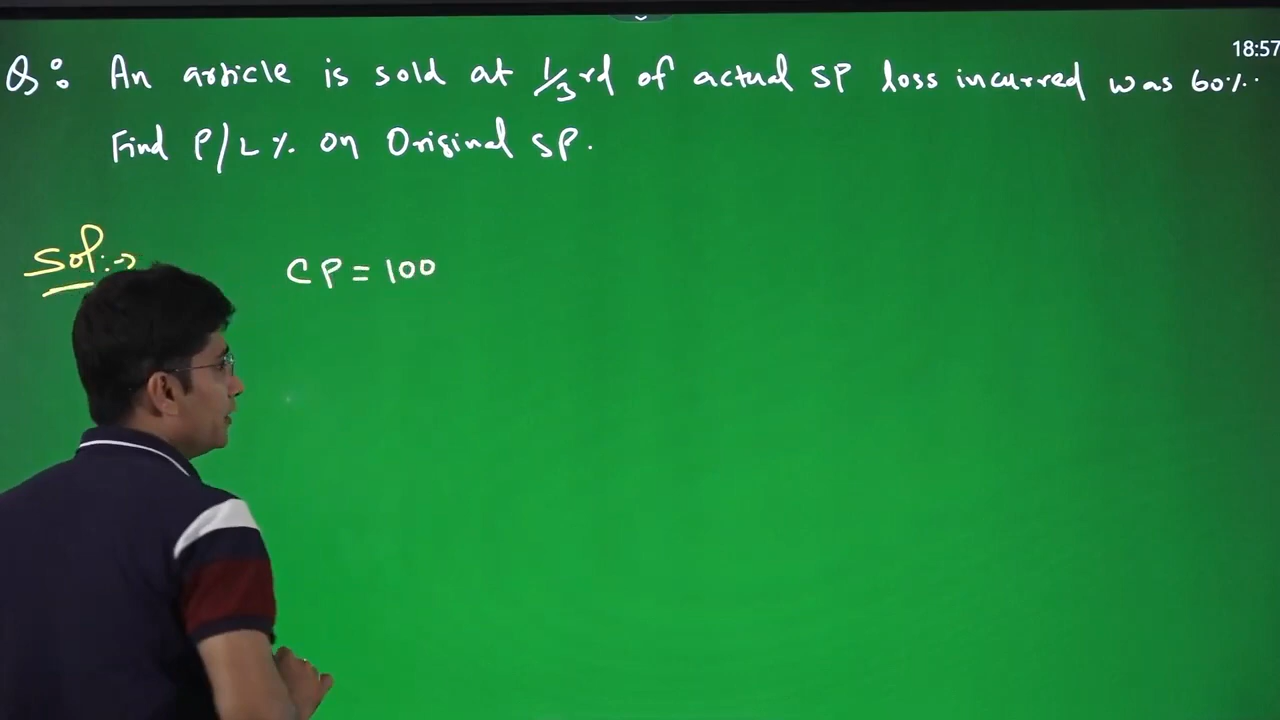 18:57
Q: An article is sold at 1/3rd of actual SP loss incurred was 60%.
Find P/L % on Original SP.
Sol:→
CP = 100